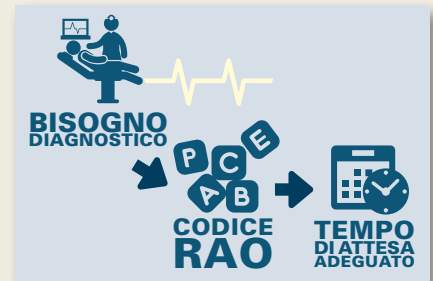 BISOGNO
DIAGNOSTICO
P C E
A B
CODICE
RAO
TEMPO
DI ATTESA
ADEGUATO